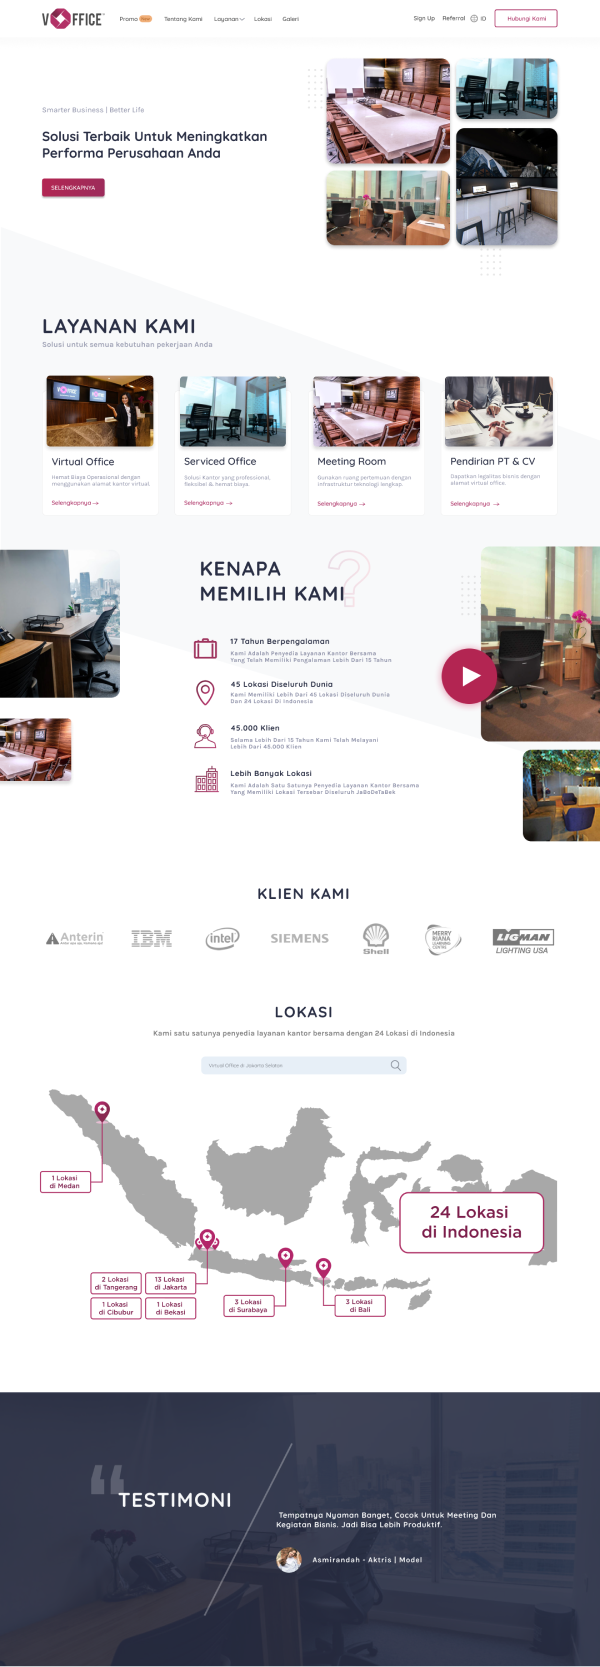 VOFFICE
Promo New Tentang Kami Layanan Lokasi Galeri Sign Up Referral ID Hubungi Kami
Smarter Business | Better Life
Solusi Terbaik Untuk Meningkatkan
Performa Perusahaan Anda
SELENGKAPNYA
LAYANAN KAMI
Solusi untuk semua kebutuhan pekerjaan Anda
Virtual Office
Hemat Biaya Operasional dengan
menggunakan alamat kantor virtual.
Selengkapnya →
Serviced Office
Solusi Kantor yang professional,
fleksibel & hemat biaya.
Selengkapnya →
Meeting Room
Gunakan ruang pertemuan dengan
infrastruktur teknologi lengkap.
Selengkapnya →
Pendirian PT & CV
Dapatkan legalitas bisnis dengan
alamat virtual office.
Selengkapnya →
KENAPA
MEMILIH KAMI
?
17 Tahun Berpengalaman
Kami Adalah Penyedia Layanan Kantor Bersama
Yang Telah Memiliki Pengalaman Lebih Dari 15 Tahun
45 Lokasi Diseluruh Dunia
Kami Memiliki Lebih Dari 45 Lokasi Diseluruh Dunia
Dan 24 Lokasi Di Indonesia
45.000 Klien
Selama Lebih Dari 15 Tahun Kami Telah Melayani
Lebih Dari 45.000 Klien
Lebih Banyak Lokasi
Kami Adalah Satu Satunya Penyedia Layanan Kantor Bersama
Yang Memiliki Lokasi Tersebar Diseluruh JaBoDeTaBek
KLIEN KAMI
Anterin
IBM
intel
SIEMENS
Shell
MERRY
RIANA
LEARNING
CENTRE
LIGMAN
LIGHTING USA
LOKASI
Kami satu satunya penyedia layanan kantor bersama dengan 24 Lokasi di Indonesia
Virtual Office di Jakarta Selatan
1 Lokasi
di Medan
24 Lokasi
di Indonesia
2 Lokasi
di Tangerang
13 Lokasi
di Jakarta
1 Lokasi
di Cibubur
1 Lokasi
di Bekasi
3 Lokasi
di Surabaya
3 Lokasi
di Bali
“
TESTIMONI
Tempatnya Nyaman Banget, Cocok Untuk Meeting Dan
Kegiatan Bisnis. Jadi Bisa Lebih Produktif.
Asmirandah - Aktris | Model